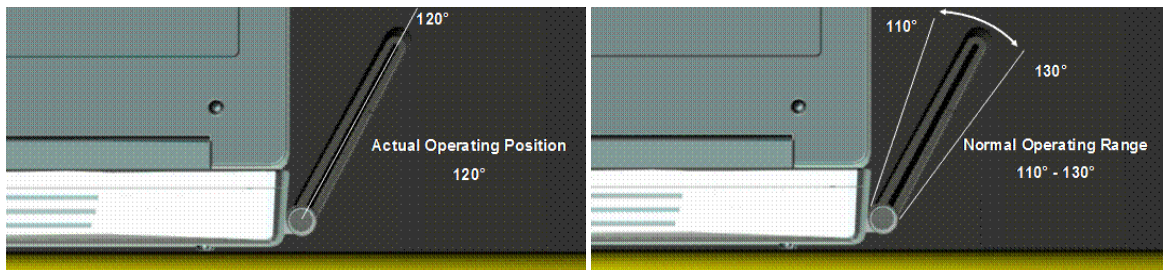 120°
Actual Operating Position
120°
110°
130°
Normal Operating Range
110° - 130°